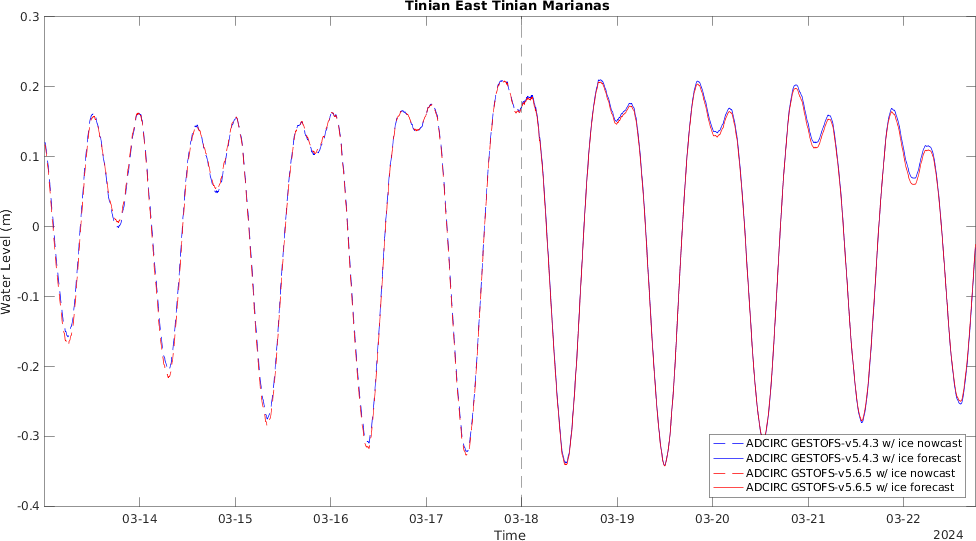 Tinian East Tinian Marianas
0.3
0.2
0.1
0
-0.1
-0.2
-0.3
-0.4
Water Level (m)
ADCIRC GESTOFS-v5.4.3 w/ ice nowcast
ADCIRC GESTOFS-v5.4.3 w/ ice forecast
ADCIRC GSTOFS-v5.6.5 w/ ice nowcast
ADCIRC GSTOFS-v5.6.5 w/ ice forecast
03-14 03-15 03-16 03-17 03-18 03-19 03-20 03-21 03-22
Time
2024